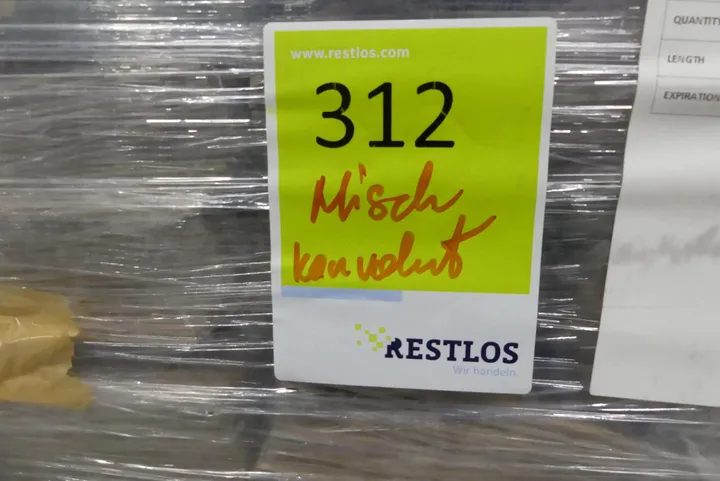 www.restlos.com
312
Misch
konvolut
RESTLOS
Wir handeln.
QUANTITY
LENGTH
EXPIRATION